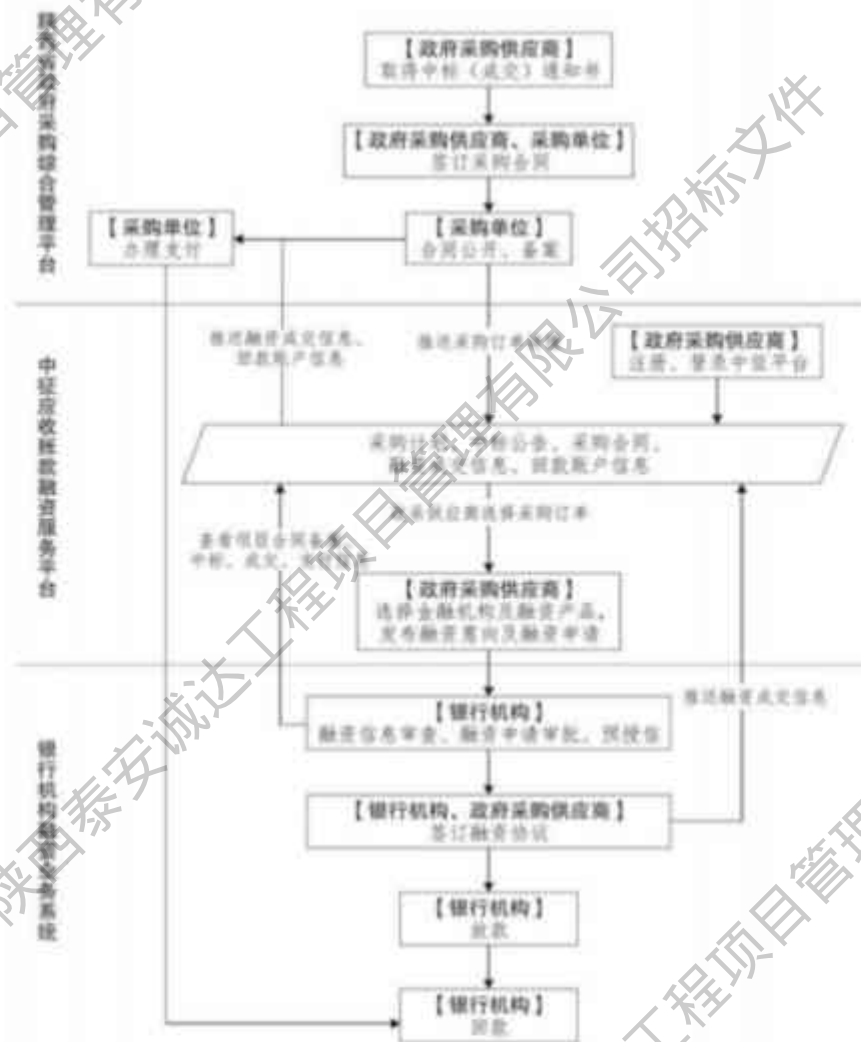 陕西省政府采购综合管理平台
【政府采购供应商】
取得中标（成交）通知书
【政府采购供应商、采购单位】
签订采购合同
【采购单位】
办理支付
【采购单位】
合同公开、备案
中征应收账款融资服务平台
推送融资成交信息、
回款账户信息
推送采购订单
【政府采购供应商】
注册、登录中征平台
采购计划、中标公告、采购合同、
融资成交信息、回款账户信息
政采供应商选择采购订单
查看项目合同备案
中标、成交、
【政府采购供应商】
选择金融机构及融资产品，
发布融资意向及融资申请
银行机构融资业务系统
【银行机构】
融资信息审查、融资申请审批、预授信
推送融资成交信息
【银行机构、政府采购供应商】
签订融资协议
【银行机构】
放款
【银行机构】
回款
陕西泰安诚达工程项目管理有限公司招标文件
目管理有
工程项目管理